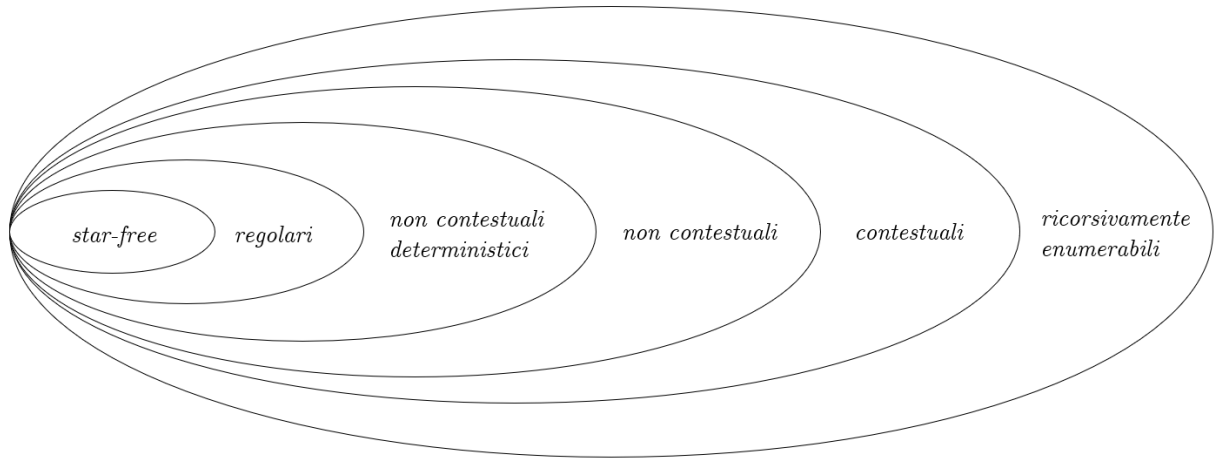 star-free
regolari
non contestuali
deterministici
non contestuali
contestuali
ricorsivamente
enumerabili